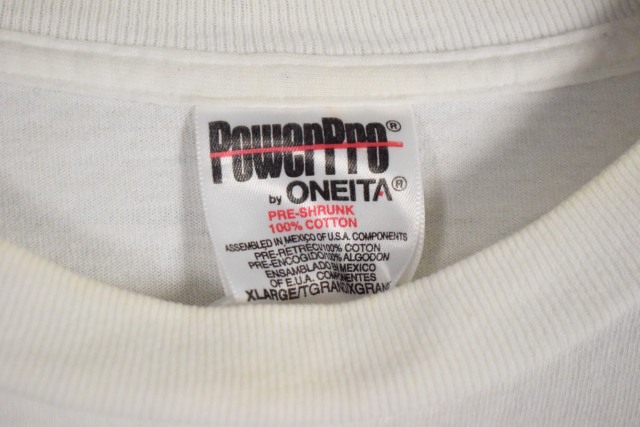 PowerPro®
by ONEITA®
PRE-SHRUNK
100% COTTON
ASSEMBLED IN MEXICO OF U.S.A. COMPONENTS
PRE-RETRECI/100% COTON
PRE-ENCOGIDO/100% ALGODON
ENSAMBLADO EN MEXICO
OF E.U.A. COMPONENTES
XLARGE/TGRAND/XGRANDE